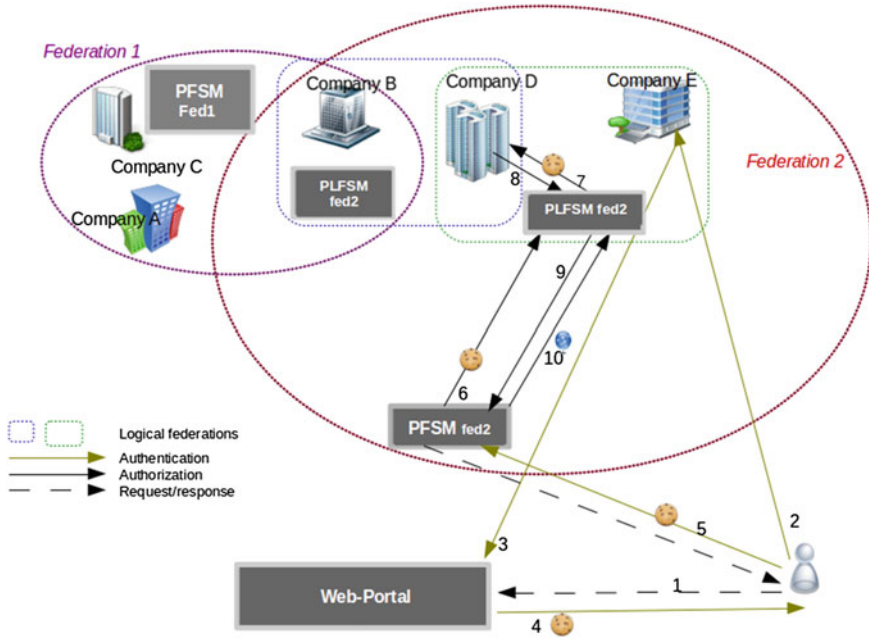 Federation 1
PFSM
Fed1
Company B
Company D
Company E
Company C
Company A
PLFSM
fed2
8
7
PLFSM fed2
Federation 2
9
10
6
PFSM fed2
Logical federations
Authentication
Authorization
Request/response
5
2
3
1
Web-Portal
4